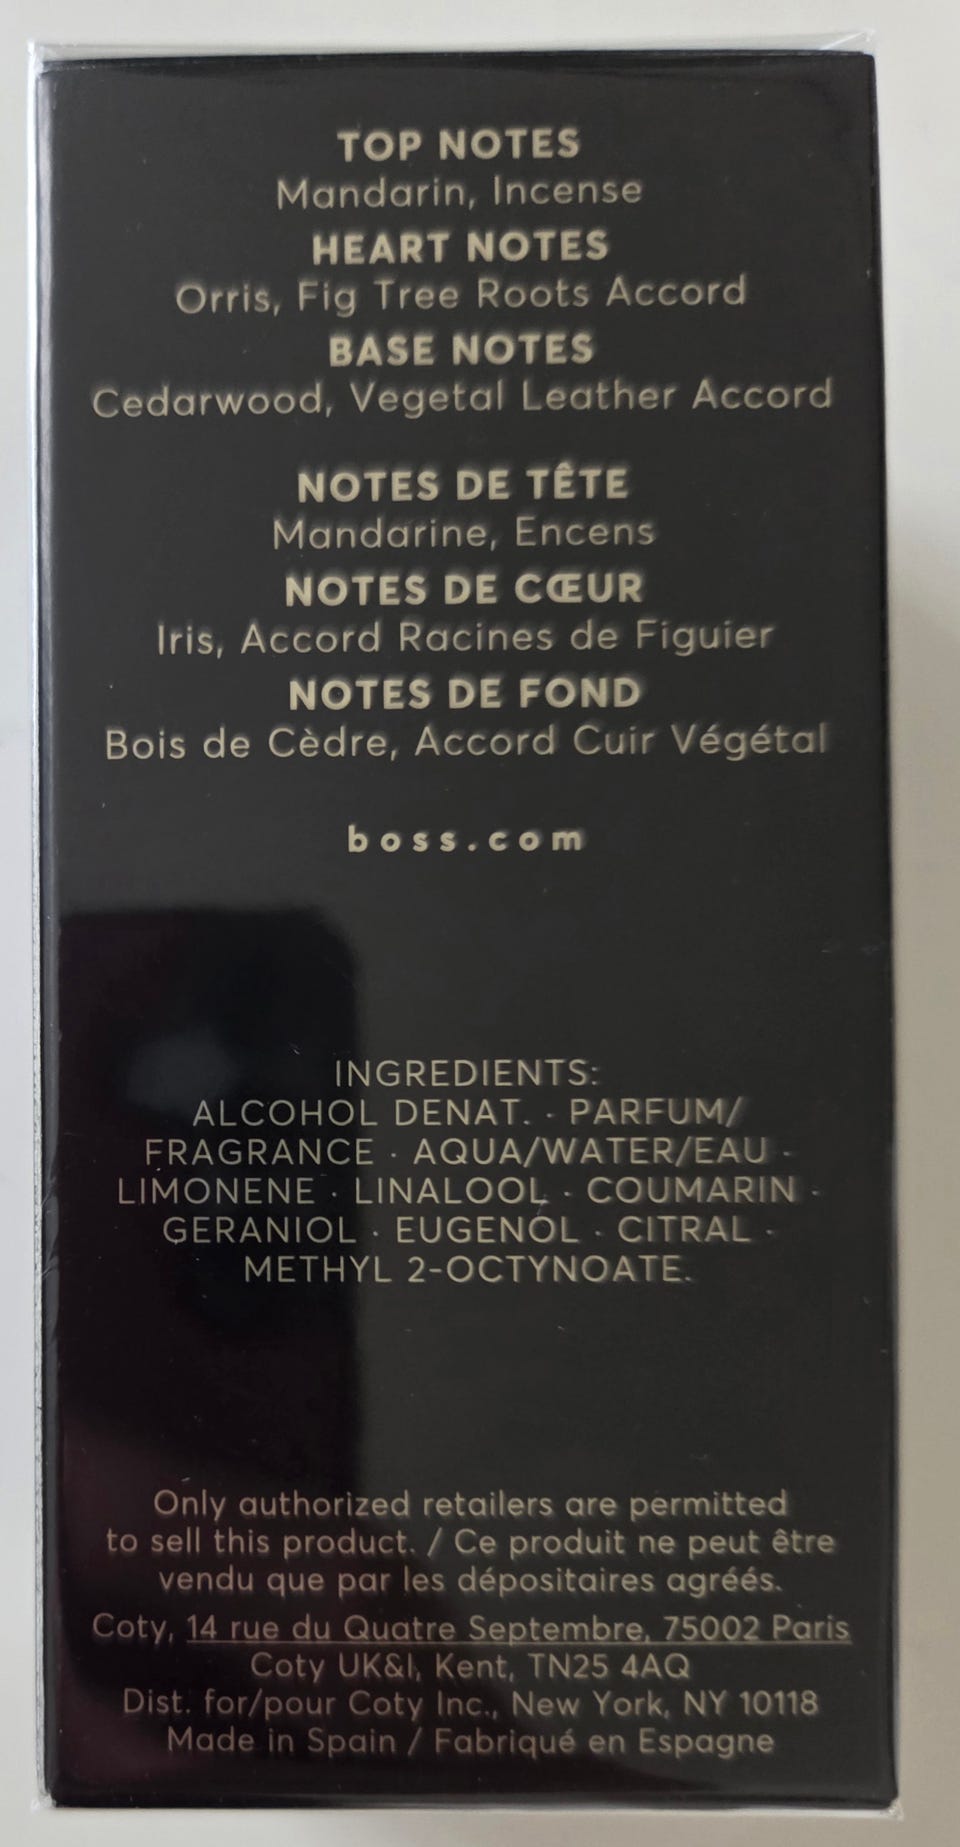 TOP NOTES
Mandarin, Incense
HEART NOTES
Orris, Fig Tree Roots Accord
BASE NOTES
Cedarwood, Vegetal Leather Accord
NOTES DE TÊTE
Mandarine, Encens
NOTES DE CŒUR
Iris, Accord Racines de Figuier
NOTES DE FOND
Bois de Cèdre, Accord Cuir Végétal
boss.com
INGREDIENTS:
ALCOHOL DENAT. · PARFUM/
FRAGRANCE · AQUA/WATER/EAU ·
LIMONENE · LINALOOL · COUMARIN ·
GERANIOL · EUGENOL · CITRAL ·
METHYL 2-OCTYNOATE.
Only authorized retailers are permitted
to sell this product. / Ce produit ne peut être
vendu que par les dépositaires agréés.
Coty, 14 rue du Quatre Septembre, 75002 Paris
Coty UK&I, Kent, TN25 4AQ
Dist. for/pour Coty Inc., New York, NY 10118
Made in Spain / Fabriqué en Espagne